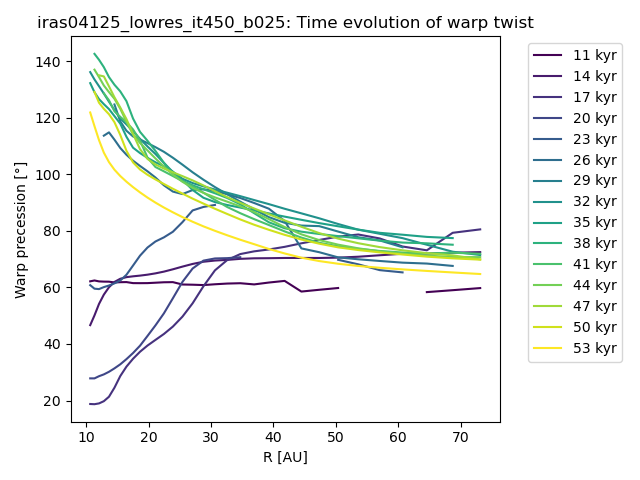 iras04125_lowres_it450_b025: Time evolution of warp twist
Warp precession [°]
140
120
100
80
60
40
20
10
20
30
40
50
60
70
R [AU]
11 kyr
14 kyr
17 kyr
20 kyr
23 kyr
26 kyr
29 kyr
32 kyr
35 kyr
38 kyr
41 kyr
44 kyr
47 kyr
50 kyr
53 kyr